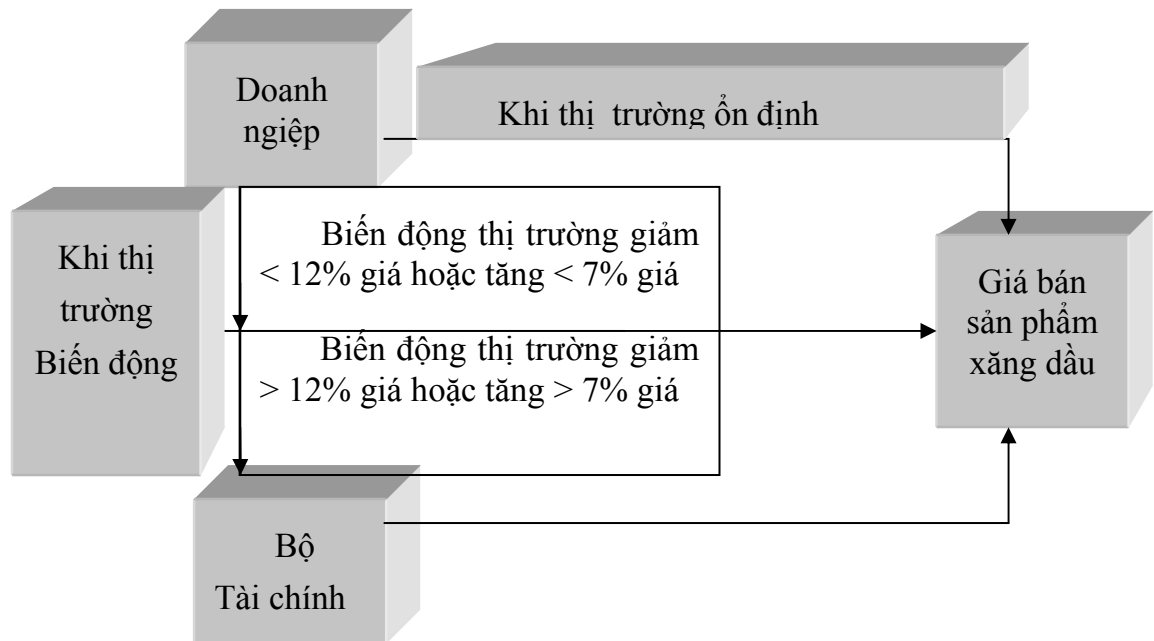 Doanh
ngiệp
Khi thị trường ổn định
Biến động thị trường giảm
< 12% giá hoặc tăng < 7% giá
Khi thị
trường
Biến động
Biến động thị trường giảm
> 12% giá hoặc tăng > 7% giá
Giá bán
sản phẩm
xăng dầu
Bộ
Tài chính